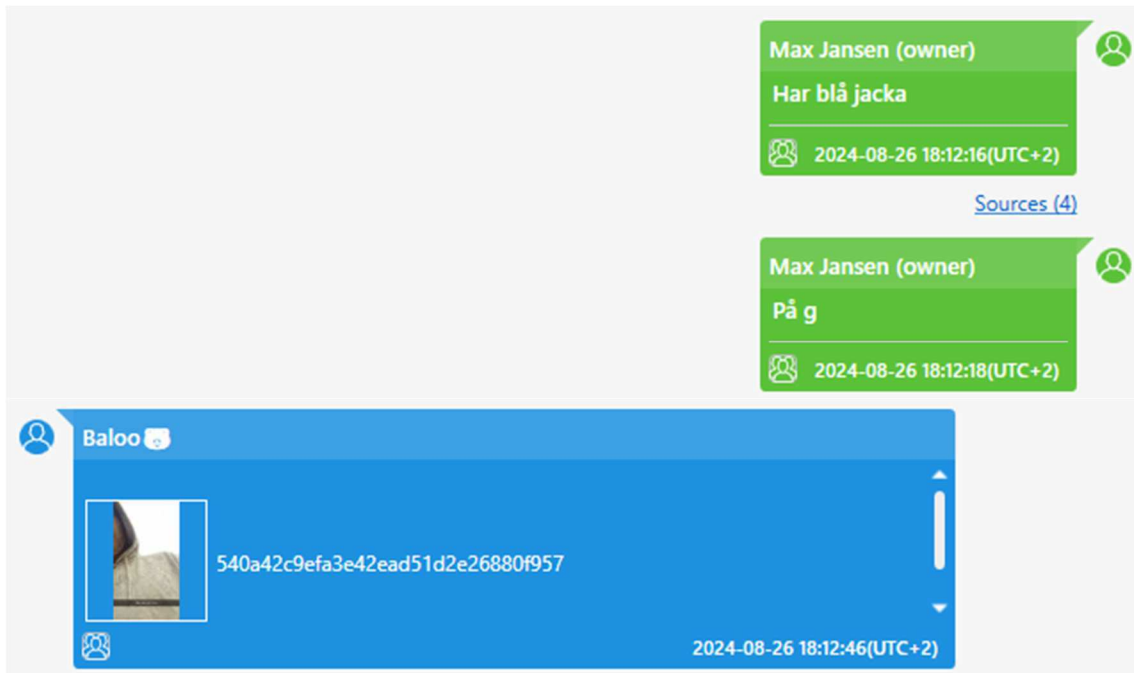 Max Jansen (owner)
Har blå jacka
2024-08-26 18:12:16(UTC+2)
Sources (4)
Max Jansen (owner)
På g
2024-08-26 18:12:18(UTC+2)
Baloo
540a42c9efa3e42ead51d2e26880f957
2024-08-26 18:12:46(UTC+2)